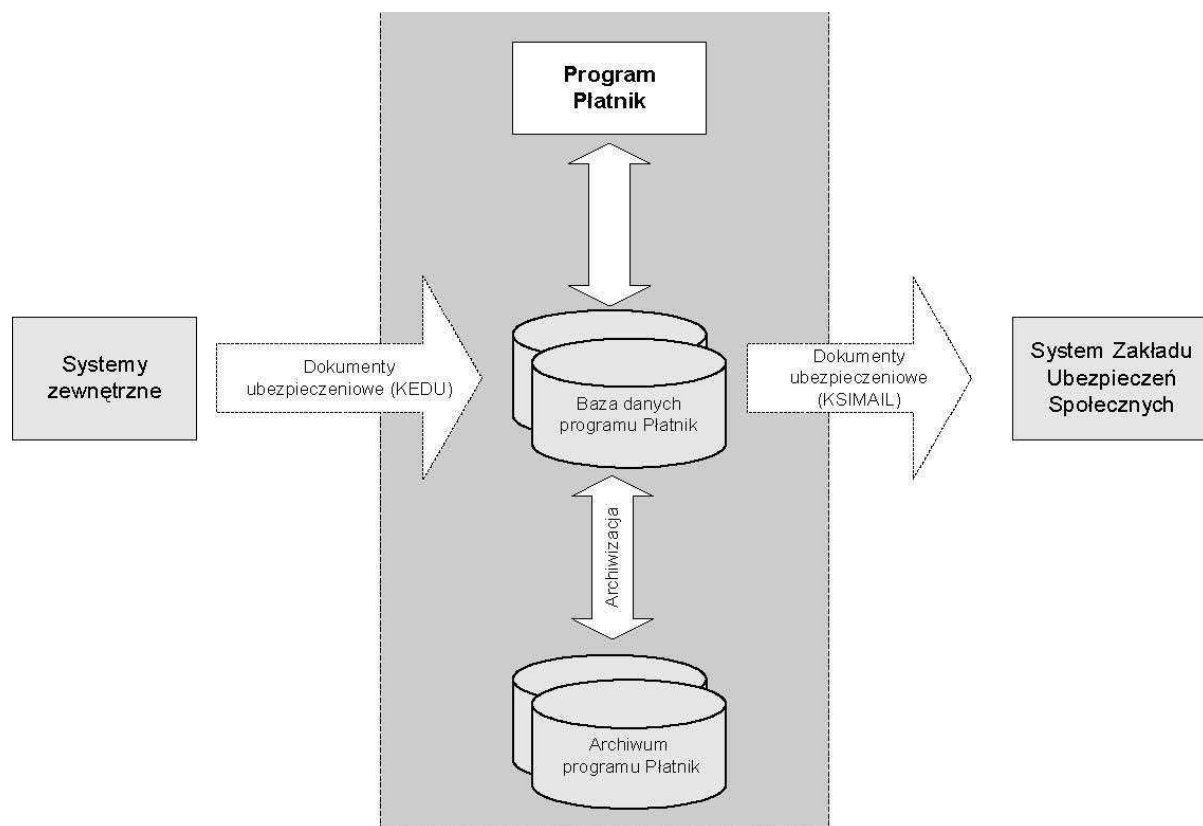 Program
Płatnik
Systemy
zewnętrzne
Dokumenty
ubezpieczeniowe (KEDU)
Baza danych
programu Płatnik
Dokumenty
ubezpieczeniowe
(KSIMAIL)
System Zakładu
Ubezpieczeń
Społecznych
Archiwizacja
Archiwum
programu Płatnik